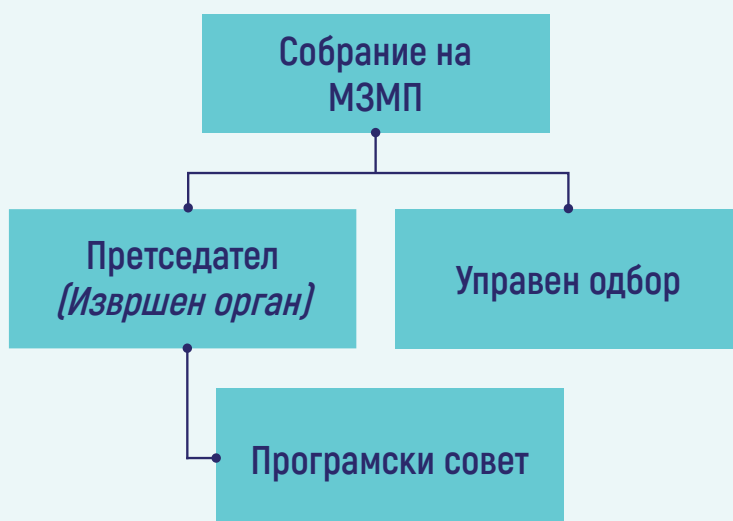 Собрание на
МЗМП
Претседател
(Извршен орган)
Управен одбор
Програмски совет